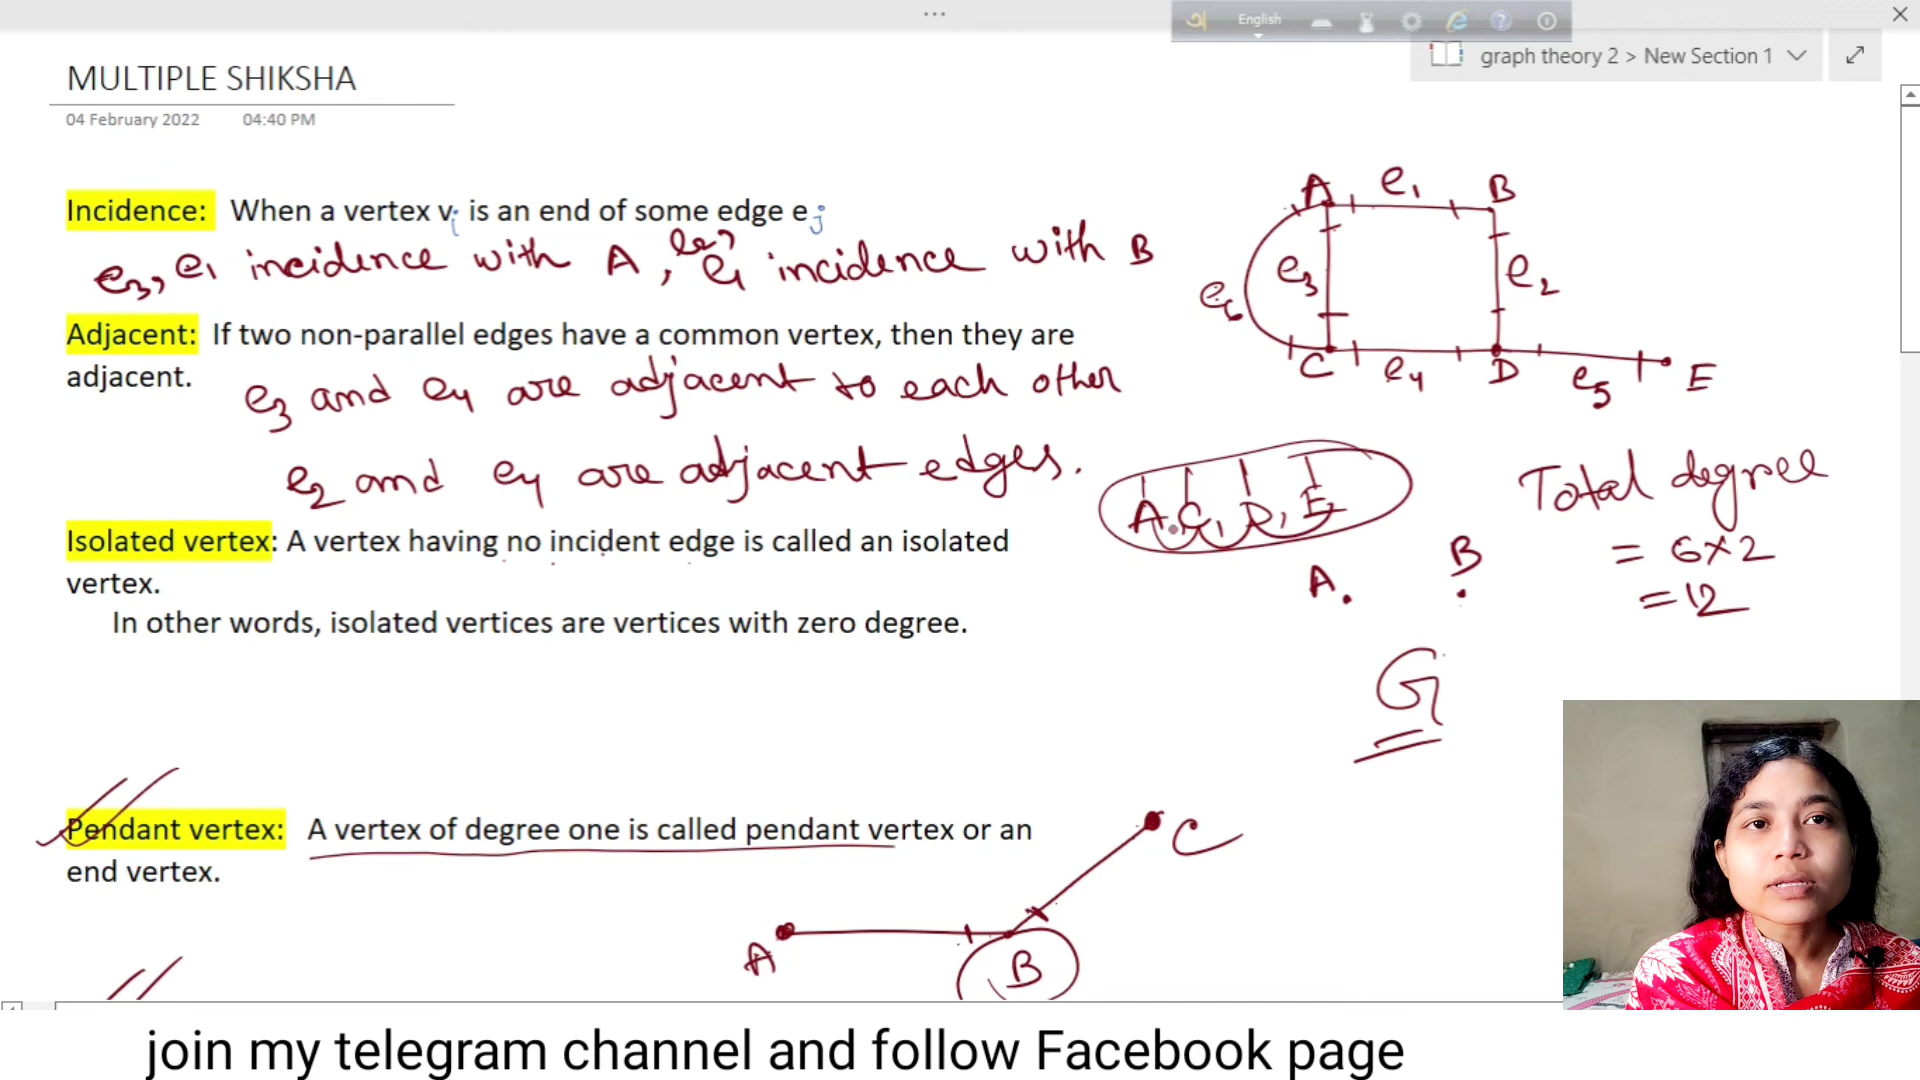 English
graph theory 2 > New Section 1
MULTIPLE SHIKSHA
04 February 2022 04:40 PM
Incidence: When a vertex vi is an end of some edge ej
e3, e1 incidence with A, e1 incidence with B
Adjacent: If two non-parallel edges have a common vertex, then they are
adjacent.
e3 and e4 are adjacent to each other
e2 and e4 are adjacent edges.
Isolated vertex: A vertex having no incident edge is called an isolated
vertex.
In other words, isolated vertices are vertices with zero degree.
A e1 B
e6 e3 e2
C e4 D e5 E
A, C, D, E
Total degree
= 6×2
= 12
A. B
G
Pendant vertex: A vertex of degree one is called pendant vertex or an
end vertex.
C
A B
join my telegram channel and follow Facebook page